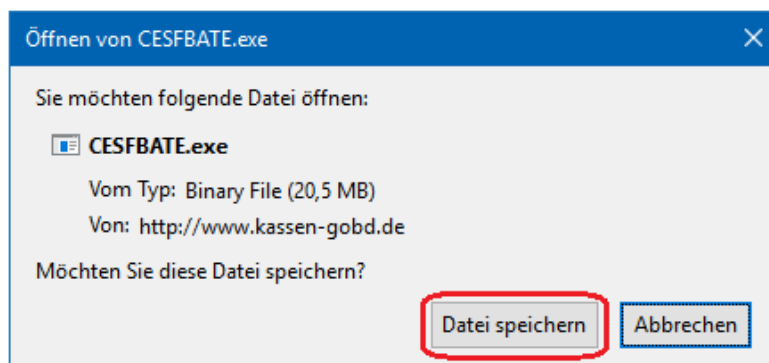 Öffnen von CESFBATE.exe
Sie möchten folgende Datei öffnen:
CESFBATE.exe
Vom Typ: Binary File (20,5 MB)
Von: http://www.kassen-gobd.de
Möchten Sie diese Datei speichern?
Datei speichern Abbrechen